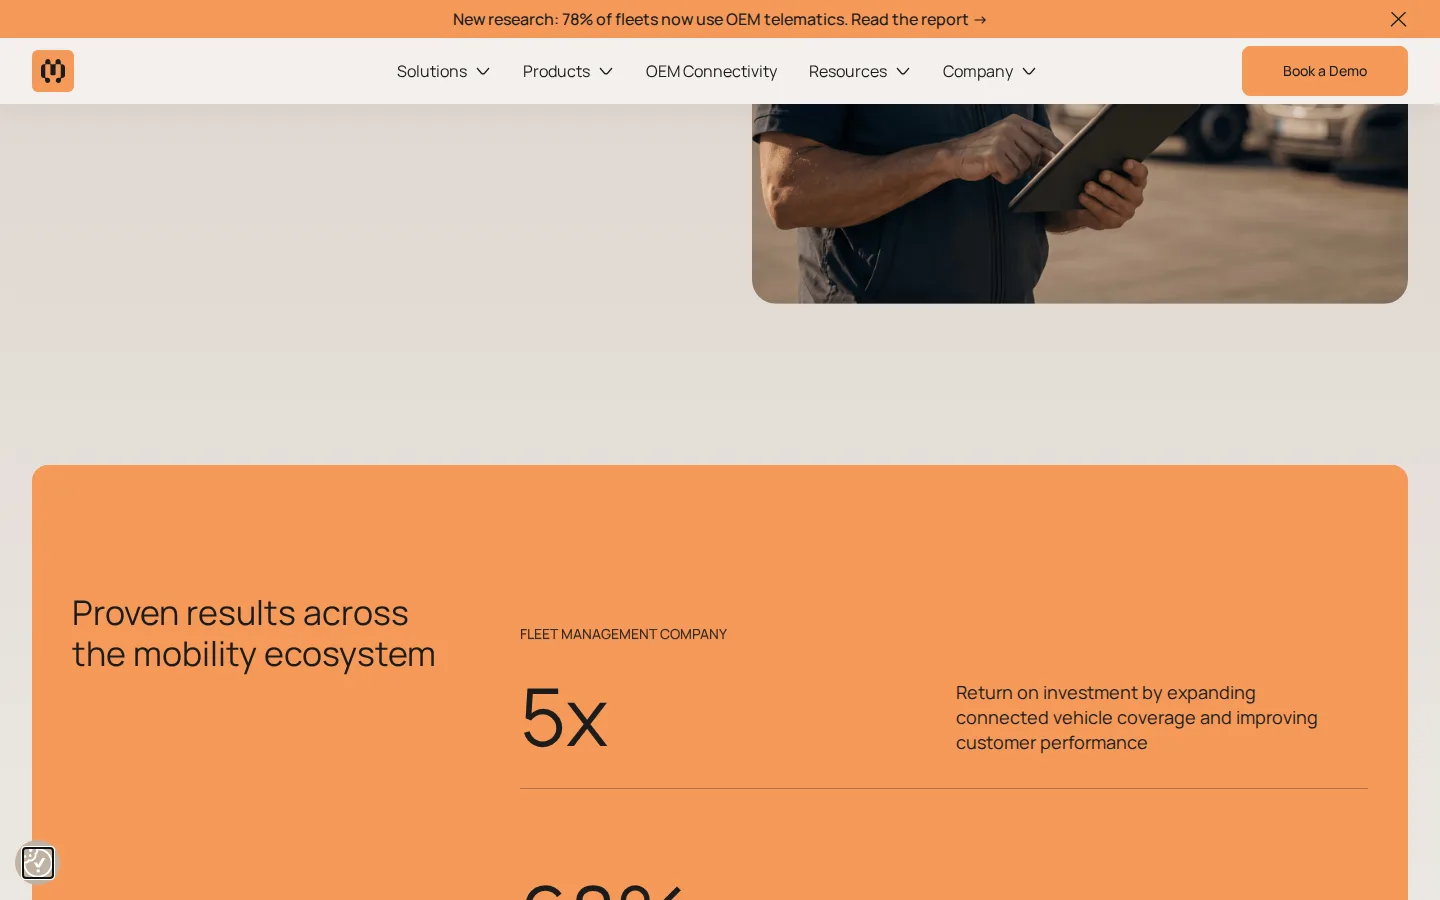 New research: 78% of fleets now use OEM telematics. Read the report →
Solutions
Products
OEM Connectivity
Resources
Company
Book a Demo
Proven results across
the mobility ecosystem
FLEET MANAGEMENT COMPANY
5x
Return on investment by expanding
connected vehicle coverage and improving
customer performance